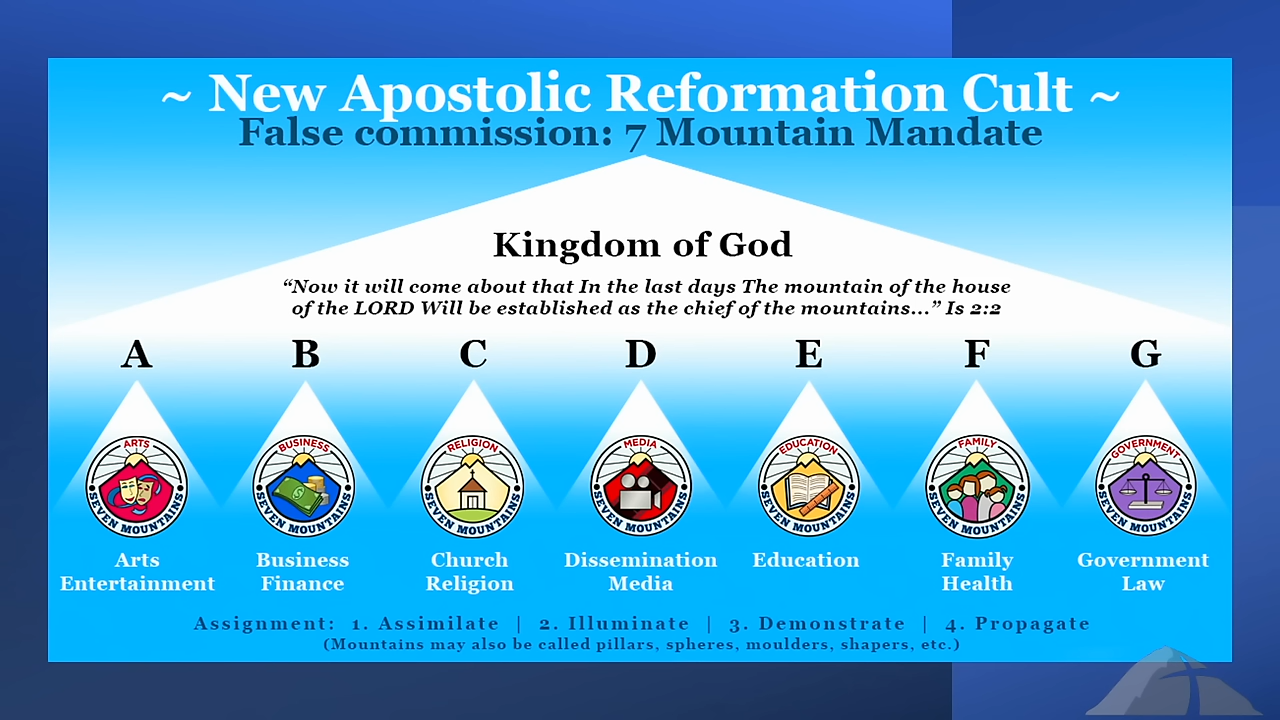 ~ New Apostolic Reformation Cult ~
False commission: 7 Mountain Mandate
Kingdom of God
“Now it will come about that In the last days The mountain of the house
of the LORD Will be established as the chief of the mountains...” Is 2:2
A B C D E F G
ARTS BUSINESS RELIGION MEDIA EDUCATION FAMILY GOVERNMENT
SEVEN MOUNTAINS SEVEN MOUNTAINS SEVEN MOUNTAINS SEVEN MOUNTAINS SEVEN MOUNTAINS SEVEN MOUNTAINS SEVEN MOUNTAINS
Arts Business Church Dissemination Education Family Government
Entertainment Finance Religion Media Health Law
Assignment: 1. Assimilate | 2. Illuminate | 3. Demonstrate | 4. Propagate
(Mountains may also be called pillars, spheres, moulders, shapers, etc.)